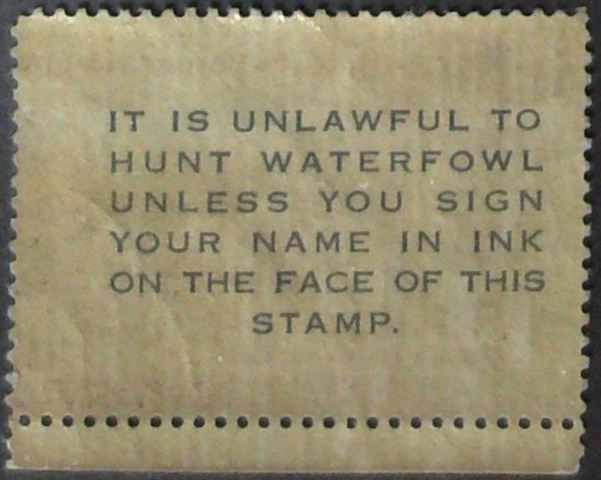 IT IS UNLAWFUL TO
HUNT WATERFOWL
UNLESS YOU SIGN
YOUR NAME IN INK
ON THE FACE OF THIS
STAMP.